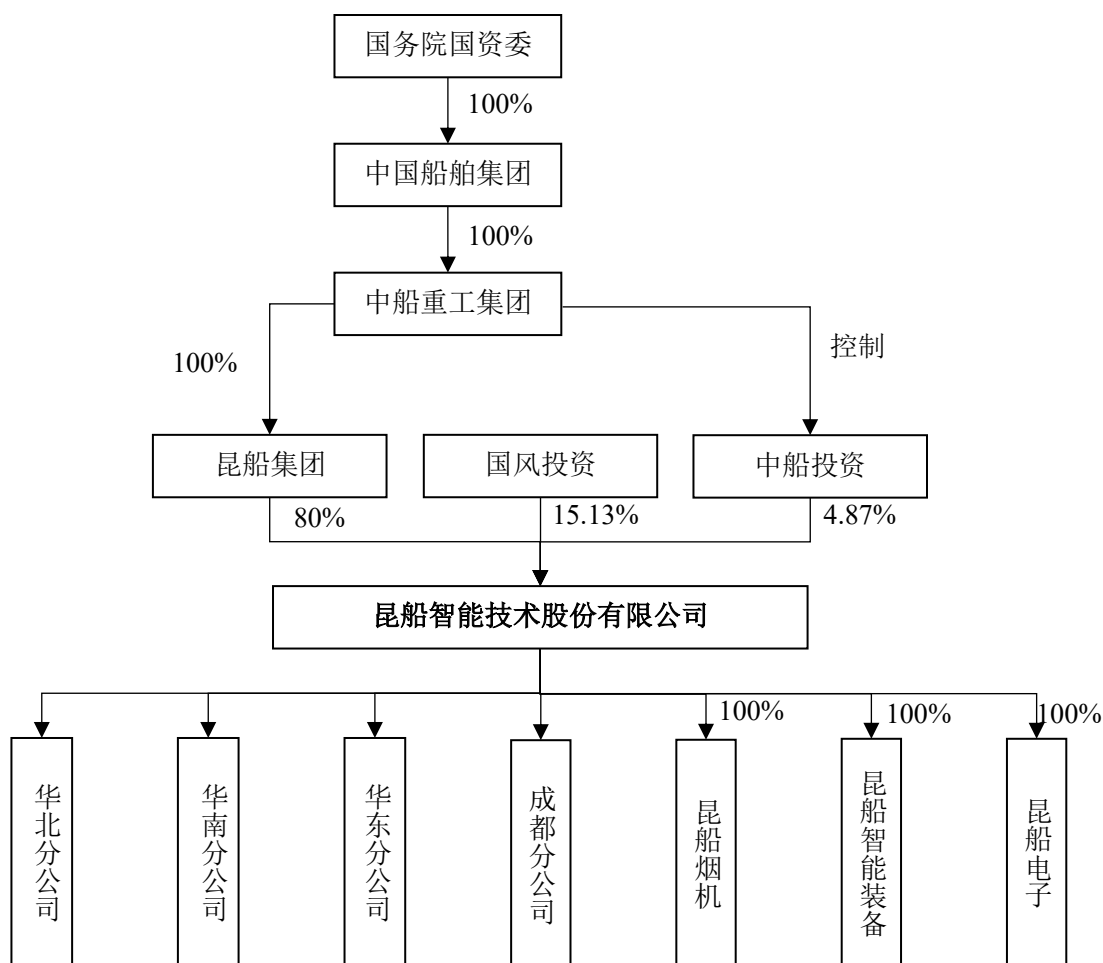 国务院国资委
100%
中国船舶集团
100%
中船重工集团
100%
控制
昆船集团
国风投资
中船投资
80%
15.13%
4.87%
昆船智能技术股份有限公司
100%
100%
100%
华北分公司
华南分公司
华东分公司
成都分公司
昆船烟机
昆船智能装备
昆船电子